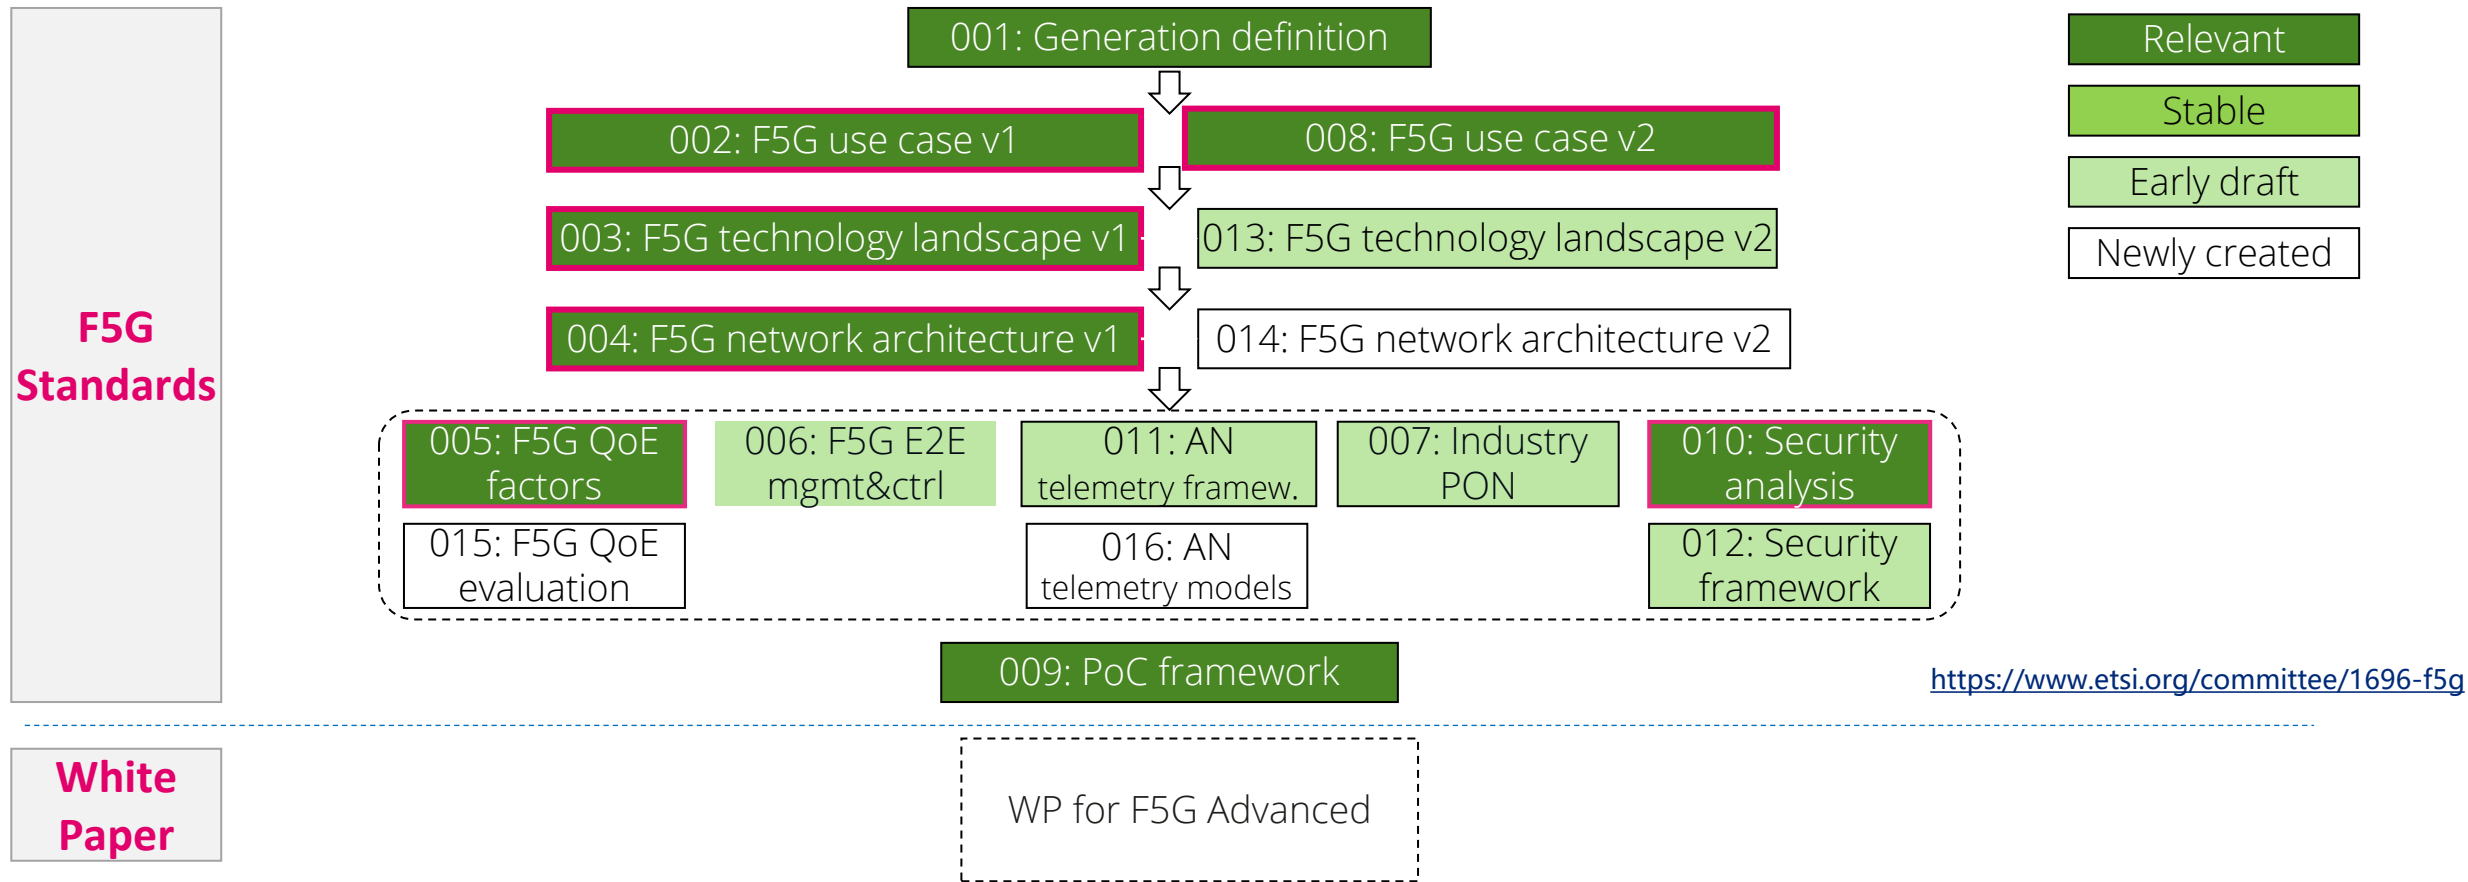 001: Generation definition
Relevant
002: F5G use case v1
008: F5G use case v2
Stable
Early draft
003: F5G technology landscape v1
013: F5G technology landscape v2
Newly created
F5G
Standards
004: F5G network architecture v1
014: F5G network architecture v2
005: F5G QoE
factors
006: F5G E2E
mgmt&ctrl
011: AN
telemetry framew.
007: Industry
PON
010: Security
analysis
015: F5G QoE
evaluation
016: AN
telemetry models
012: Security
framework
009: PoC framework
https://www.etsi.org/committee/1696-f5g
White
Paper
WP for F5G Advanced